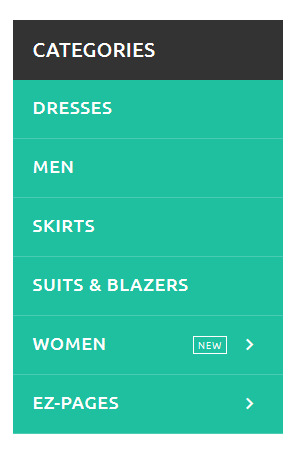 CATEGORIES
DRESSES
MEN
SKIRTS
SUITS & BLAZERS
WOMEN NEW
EZ-PAGES